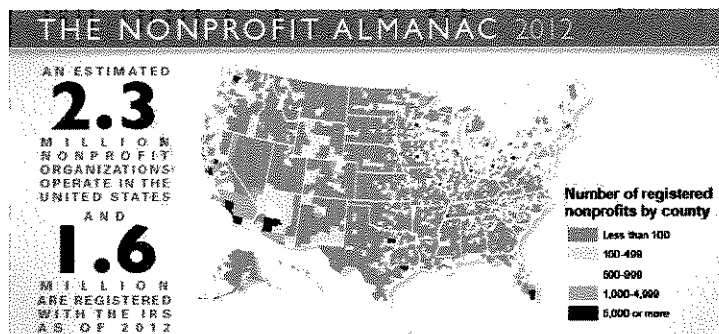 THE NONPROFIT ALMANAC 2012
AN ESTIMATED
2.3
MILLION
NONPROFIT
ORGANIZATIONS
OPERATE IN THE
UNITED STATES
AND
1.6
MILLION
ARE REGISTERED
WITH THE IRS
AS OF 2012
Number of registered
nonprofits by county
Less than 100
100-499
500-999
1,000-4,999
5,000 or more